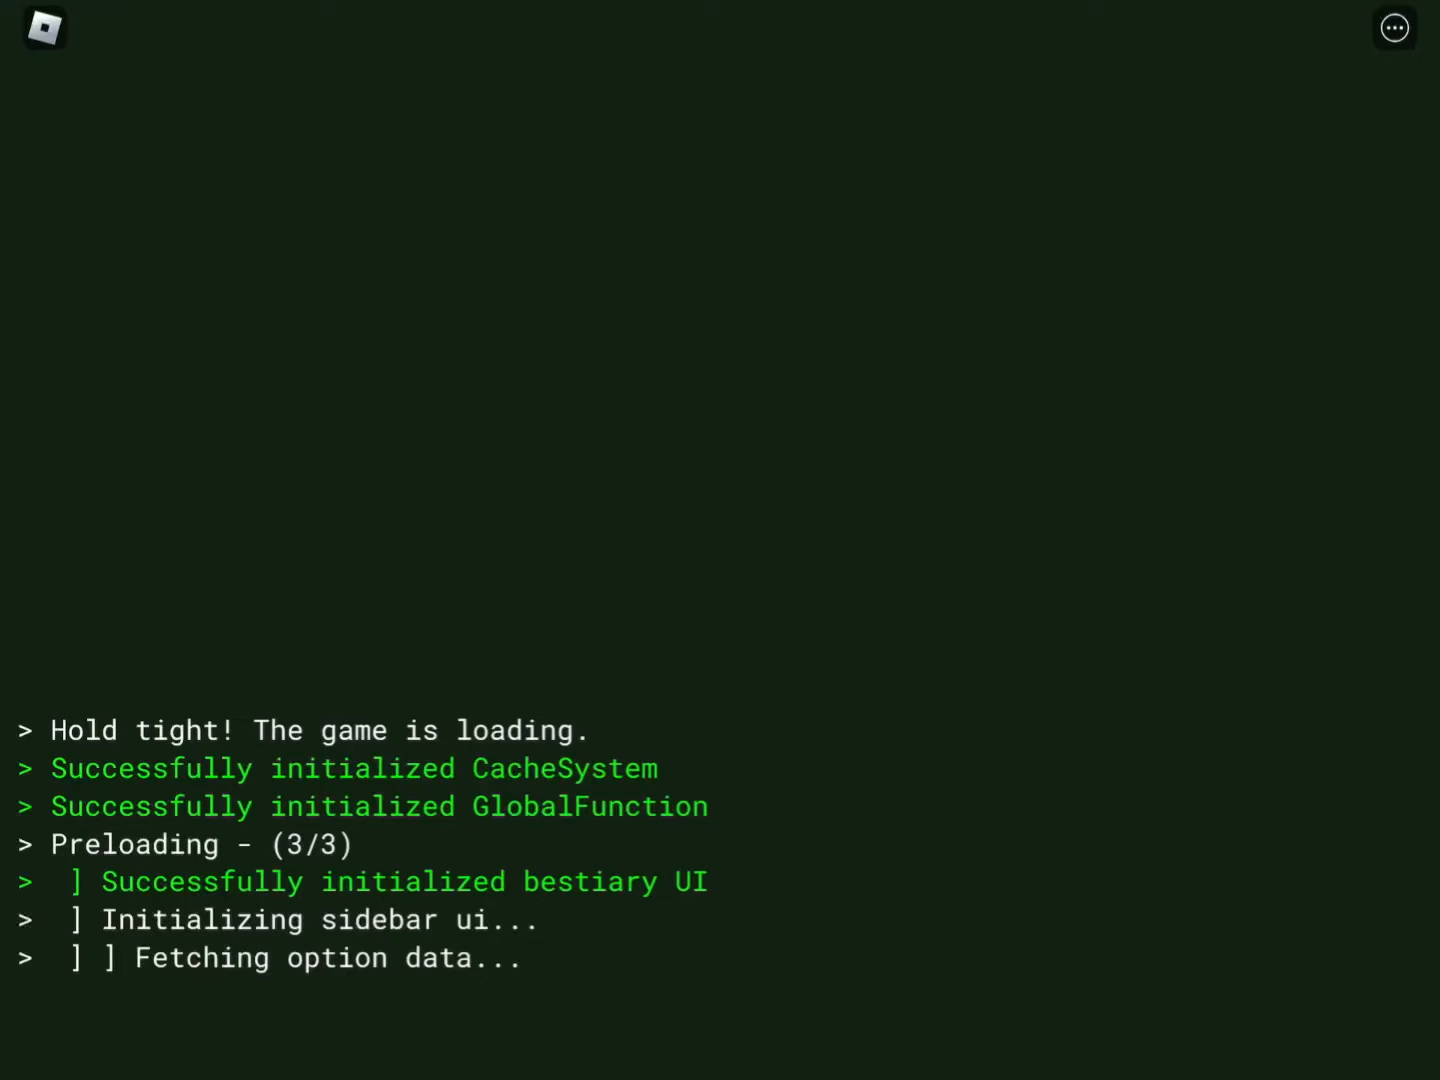 > Hold tight! The game is loading.
> Successfully initialized CacheSystem
> Successfully initialized GlobalFunction
> Preloading - (3/3)
>  ] Successfully initialized bestiary UI
>  ] Initializing sidebar ui...
>  ] ] Fetching option data...